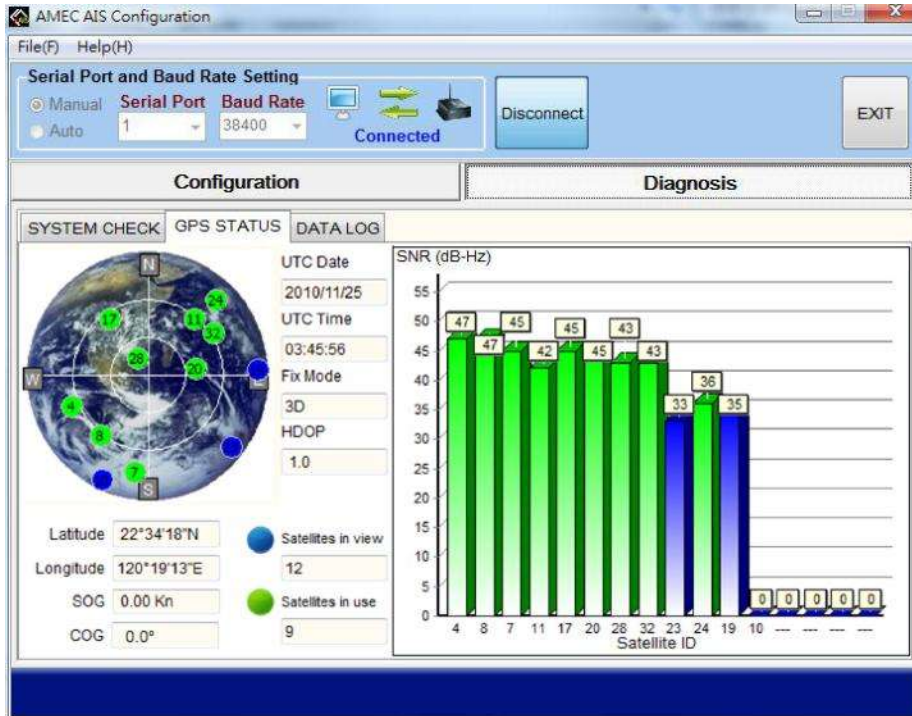 AMEC AIS Configuration
File(F) Help(H)
Serial Port and Baud Rate Setting
Manual
Auto
Serial Port
1
Baud Rate
38400
Connected
Disconnect
EXIT
Configuration
Diagnosis
SYSTEM CHECK
GPS STATUS
DATA LOG
N
24
17
11
32
28
20
W
E
4
8
7
S
UTC Date
2010/11/25
UTC Time
03:45:56
Fix Mode
3D
HDOP
1.0
Latitude
22°34'18"N
Longitude
120°19'13"E
SOG
0.00 Kn
COG
0.0°
Satellites in view
12
Satellites in use
9
SNR (dB-Hz)
55
50
45
40
35
30
25
20
15
10
5
0
47 47 45 42 45 45 43 43 33 36 35 0 0 0 0 0
4 8 7 11 17 20 28 32 23 24 19 10 --- --- --- ---
Satellite ID